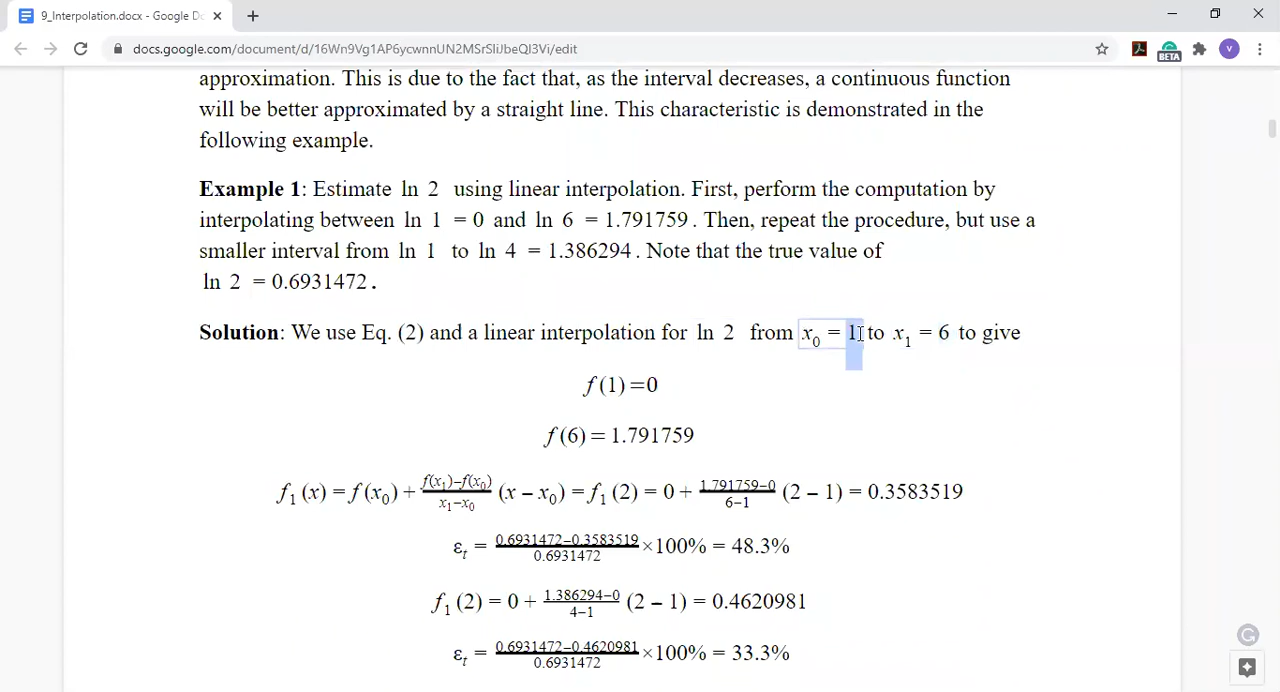 9_Interpolation.docx - Google Do
docs.google.com/document/d/16Wn9Vg1AP6ycwnnUN2MSrSliUbeQI3Vi/edit
BETA
V
approximation. This is due to the fact that, as the interval decreases, a continuous function
will be better approximated by a straight line. This characteristic is demonstrated in the
following example.
Example 1: Estimate ln 2 using linear interpolation. First, perform the computation by
interpolating between ln 1 = 0 and ln 6 = 1.791759. Then, repeat the procedure, but use a
smaller interval from ln 1 to ln 4 = 1.386294. Note that the true value of
ln 2 = 0.6931472.
Solution: We use Eq. (2) and a linear interpolation for ln 2 from x₀ = 1 to x₁ = 6 to give
f(1)=0
f(6)=1.791759
f₁(x)=f(x₀)+ f(x₁)−f(x₀) / x₁−x₀ (x − x₀)=f₁(2)= 0 + 1.791759−0 / 6−1 (2 − 1)= 0.3583519
εₜ = 0.6931472−0.3583519 / 0.6931472 ×100% = 48.3%
f₁(2)= 0 + 1.386294−0 / 4−1 (2 − 1)= 0.4620981
εₜ = 0.6931472−0.4620981 / 0.6931472 ×100% = 33.3%